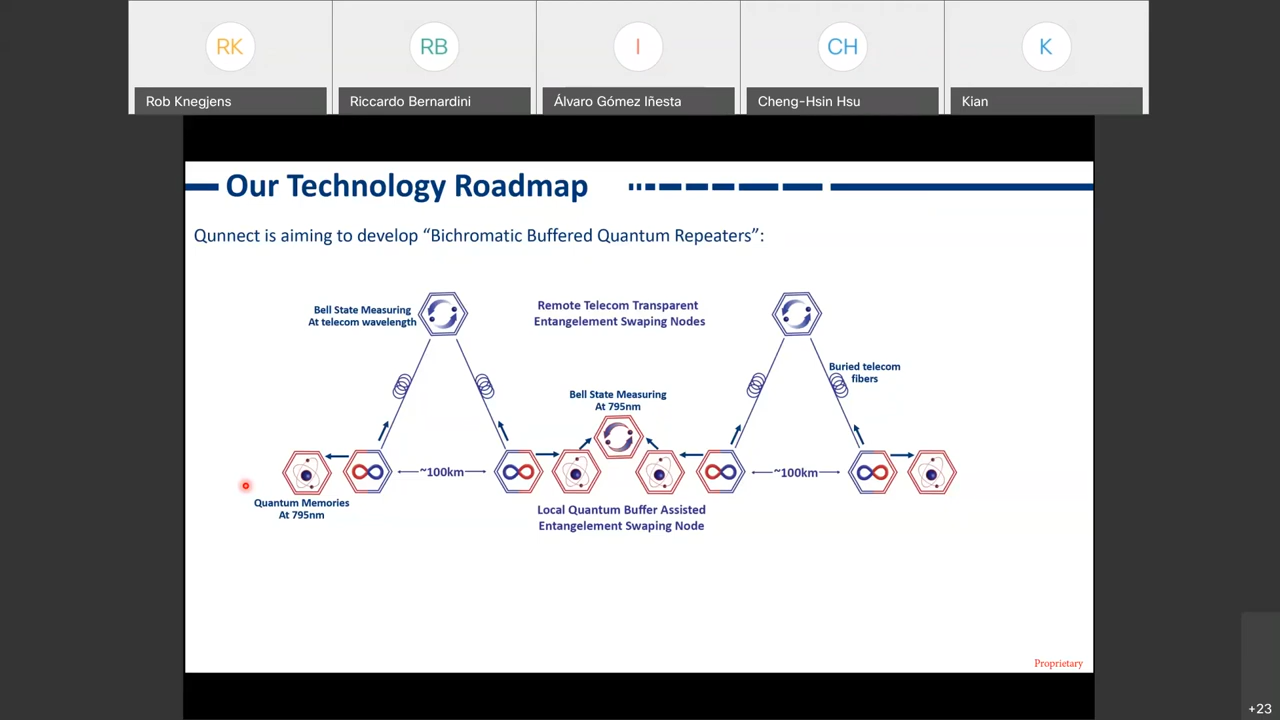 RK
RB
I
CH
K
Rob Knegjens
Riccardo Bernardini
Álvaro Gómez Iñesta
Cheng-Hsin Hsu
Kian
Our Technology Roadmap
Qunnect is aiming to develop “Bichromatic Buffered Quantum Repeaters”:
Bell State Measuring
At telecom wavelength
Remote Telecom Transparent
Entangelement Swaping Nodes
Buried telecom
fibers
Bell State Measuring
At 795nm
~100km
~100km
Quantum Memories
At 795nm
Local Quantum Buffer Assisted
Entangelement Swaping Node
Proprietary
+23